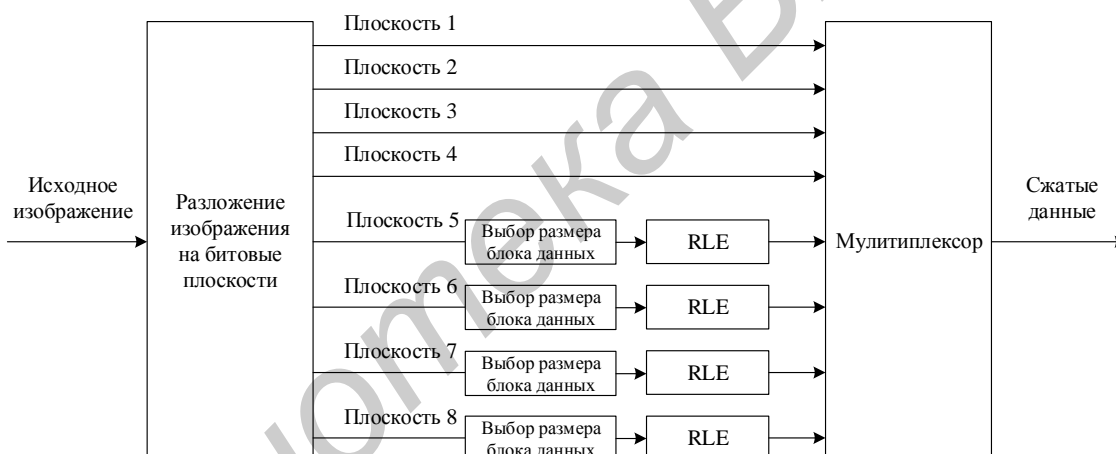 Плоскость 1
Плоскость 2
Плоскость 3
Плоскость 4
Исходное
изображение
Разложение
изображения
на битовые
плоскости
Плоскость 5
Выбор размера
блока данных
RLE
Плоскость 6
Выбор размера
блока данных
RLE
Плоскость 7
Выбор размера
блока данных
RLE
Плоскость 8
Выбор размера
блока данных
RLE
Мулитиплексор
Сжатые
данные